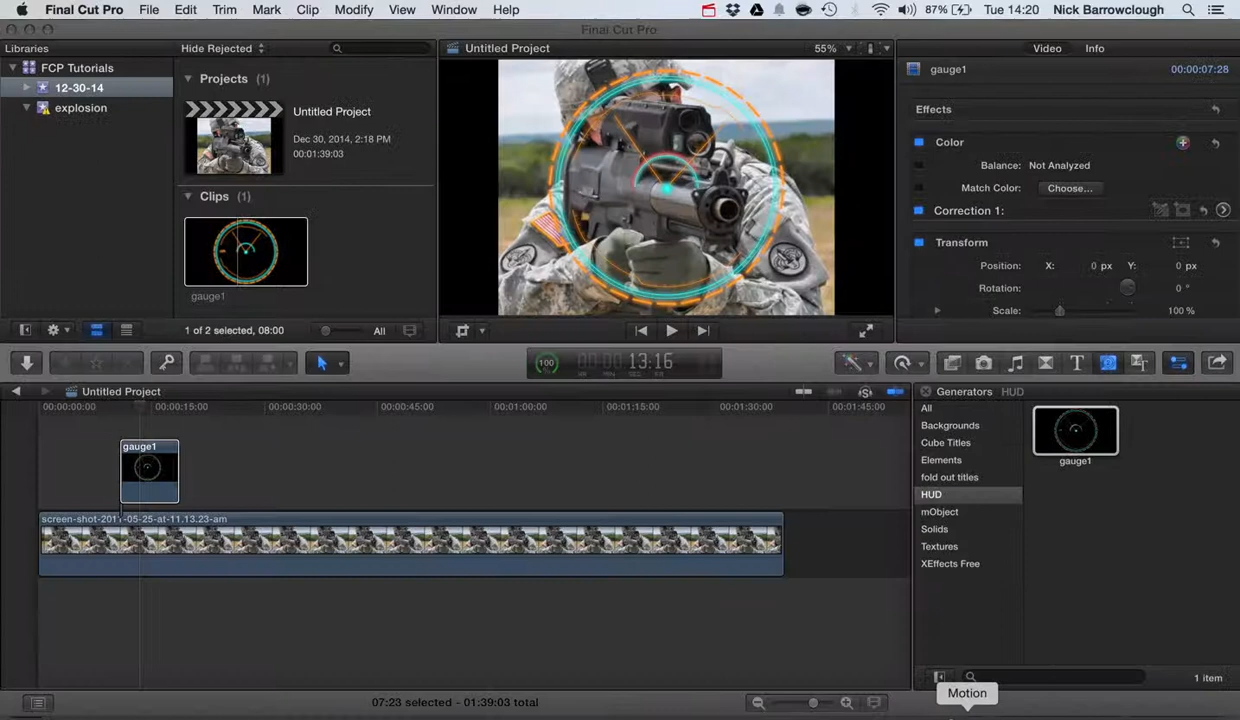 Final Cut Pro File Edit Trim Mark Clip Modify View Window Help 87% Tue 14:20 Nick Barrowclough
Final Cut Pro
Libraries Hide Rejected Untitled Project 55% Video Info
FCP Tutorials
12-30-14
explosion
Projects (1)
Untitled Project
Dec 30, 2014, 2:18 PM
00:01:39:03
Clips (1)
gauge1
1 of 2 selected, 08:00 All
gauge1 00:00:07:28
Effects
Color
Balance: Not Analyzed
Match Color: Choose...
Correction 1:
Transform
Position: X: 0 px Y: 0 px
Rotation: 0 °
Scale: 100 %
100 00:00:13:16
Untitled Project
00:00:00:00 00:00:15:00 00:00:30:00 00:00:45:00 00:01:00:00 00:01:15:00 00:01:30:00 00:01:45:00
gauge1
screen-shot-2011-05-25-at-11.13.23-am
Generators HUD
All
Backgrounds
Cube Titles
Elements
fold out titles
HUD
mObject
Solids
Textures
XEffects Free
gauge1
1 item
Motion
07:23 selected - 01:39:03 total